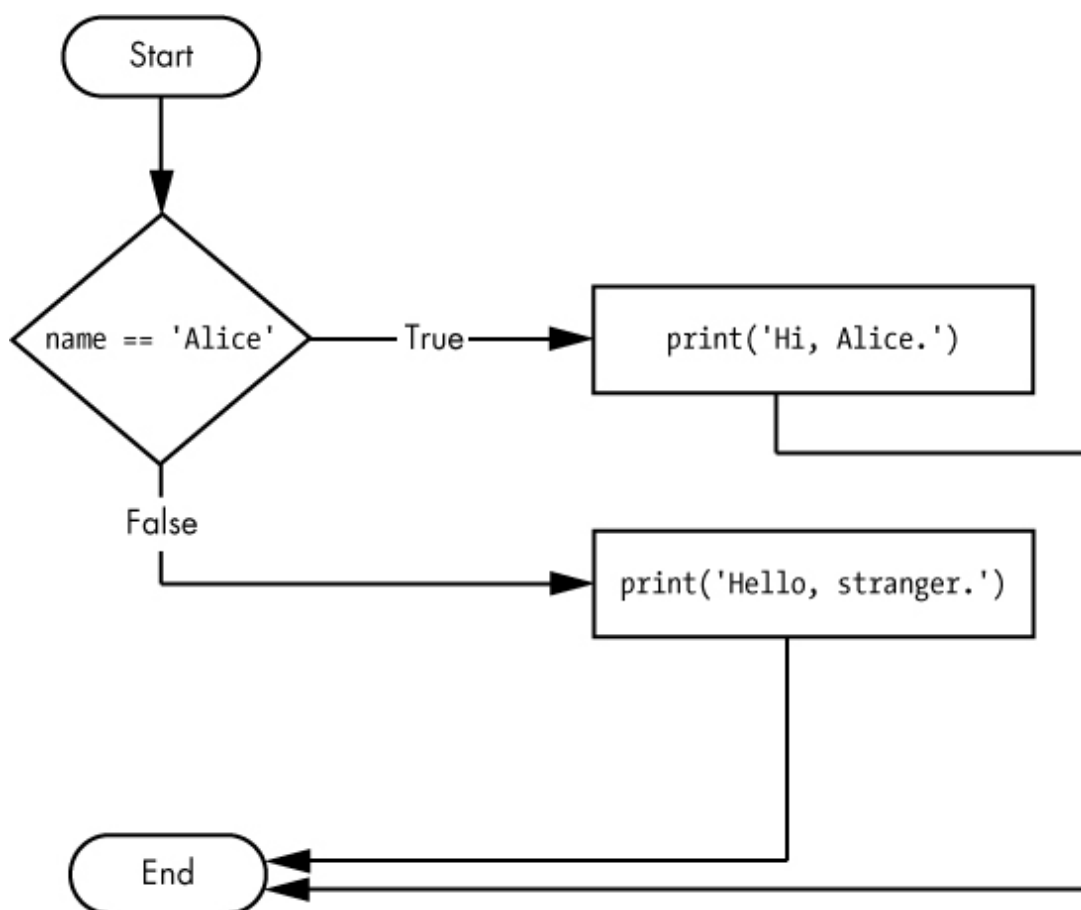 Start
name == 'Alice'
True
print('Hi, Alice.')
False
print('Hello, stranger.')
End